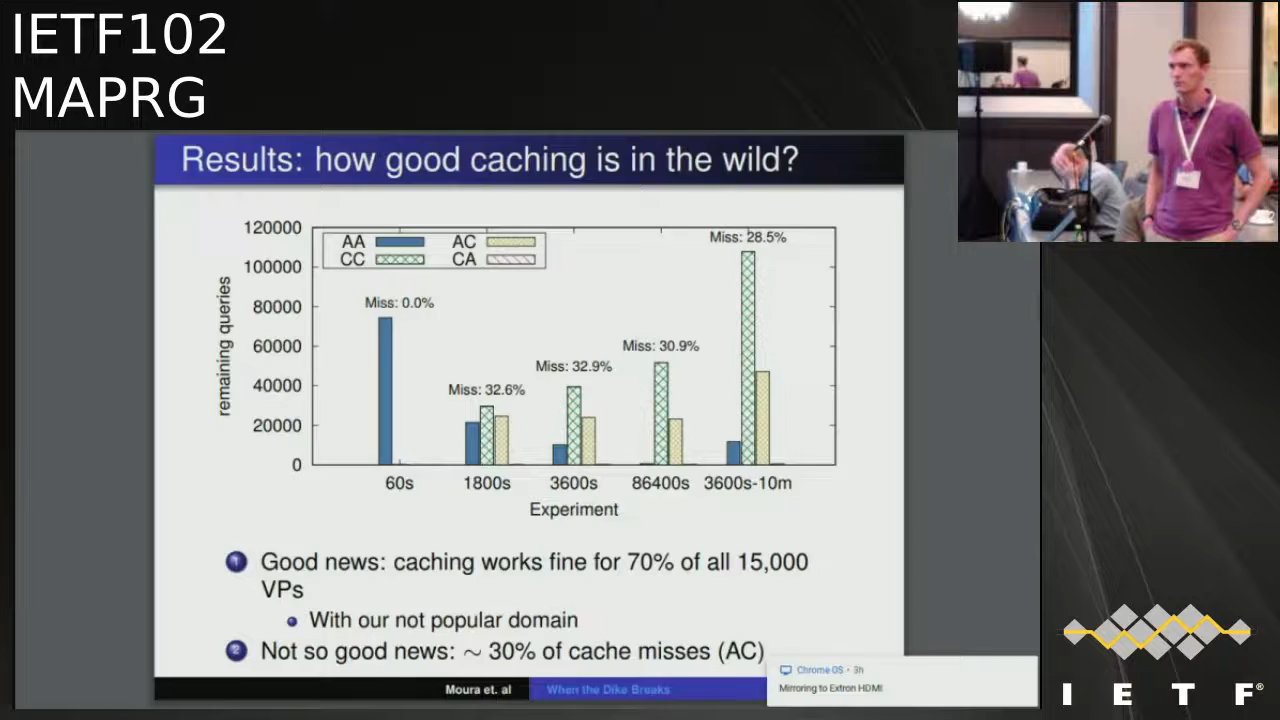 IETF102
MAPRG
Results: how good caching is in the wild?
120000
100000
80000
60000
40000
20000
0
remaining queries
AA
AC
CC
CA
Miss: 0.0%
Miss: 32.6%
Miss: 32.9%
Miss: 30.9%
Miss: 28.5%
60s
1800s
3600s
86400s
3600s-10m
Experiment
1 Good news: caching works fine for 70% of all 15,000
VPs
With our not popular domain
2 Not so good news: ~ 30% of cache misses (AC)
Moura et. al
When the Dike Breaks
Chrome OS • 3h
Mirroring to Extron HDMI
I E T F®